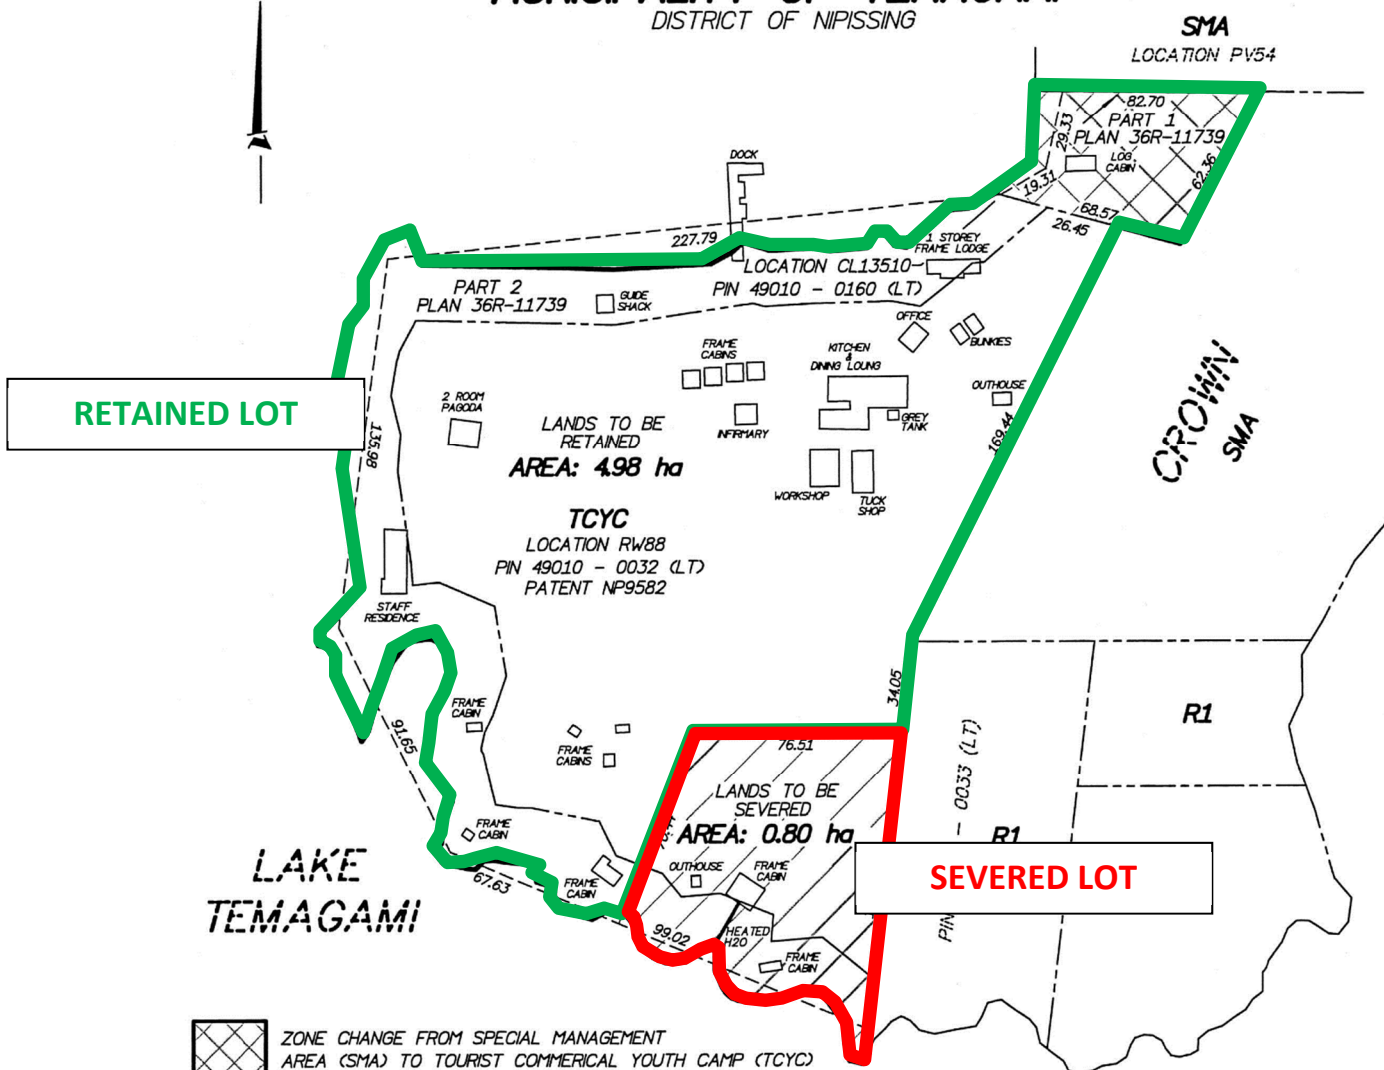 DISTRICT OF NIPISSING
SMA
LOCATION PV54
82.70
PART 1
PLAN 36R-11739
29.33
LOG
CABIN
62.36
19.31
68.57
26.45
DOCK
227.79
1 STOREY
FRAME LODGE
LOCATION CL13510-
PIN 49010 - 0160 (LT)
PART 2
PLAN 36R-11739
GUIDE
SHACK
OFFICE
BUNKIES
FRAME
CABINS
KITCHEN
&
DINING LOUNG
OUTHOUSE
CROWN
SMA
RETAINED LOT
2 ROOM
PAGODA
135.98
LANDS TO BE
RETAINED
AREA: 4.98 ha
INFIRMARY
GREY
TANK
169.44
WORKSHOP
TUCK
SHOP
TCYC
LOCATION RW88
PIN 49010 - 0032 (LT)
PATENT NP9582
STAFF
RESIDENCE
34.05
R1
FRAME
CABIN
91.65
FRAME
CABINS
76.51
LANDS TO BE
SEVERED
AREA: 0.80 ha
PIN
- 0033 (LT)
R1
SEVERED LOT
FRAME
CABIN
LAKE
TEMAGAMI
67.63
FRAME
CABIN
OUTHOUSE
FRAME
CABIN
99.02
HEATED
H2O
FRAME
CABIN
ZONE CHANGE FROM SPECIAL MANAGEMENT
AREA (SMA) TO TOURIST COMMERICAL YOUTH CAMP (TCYC)